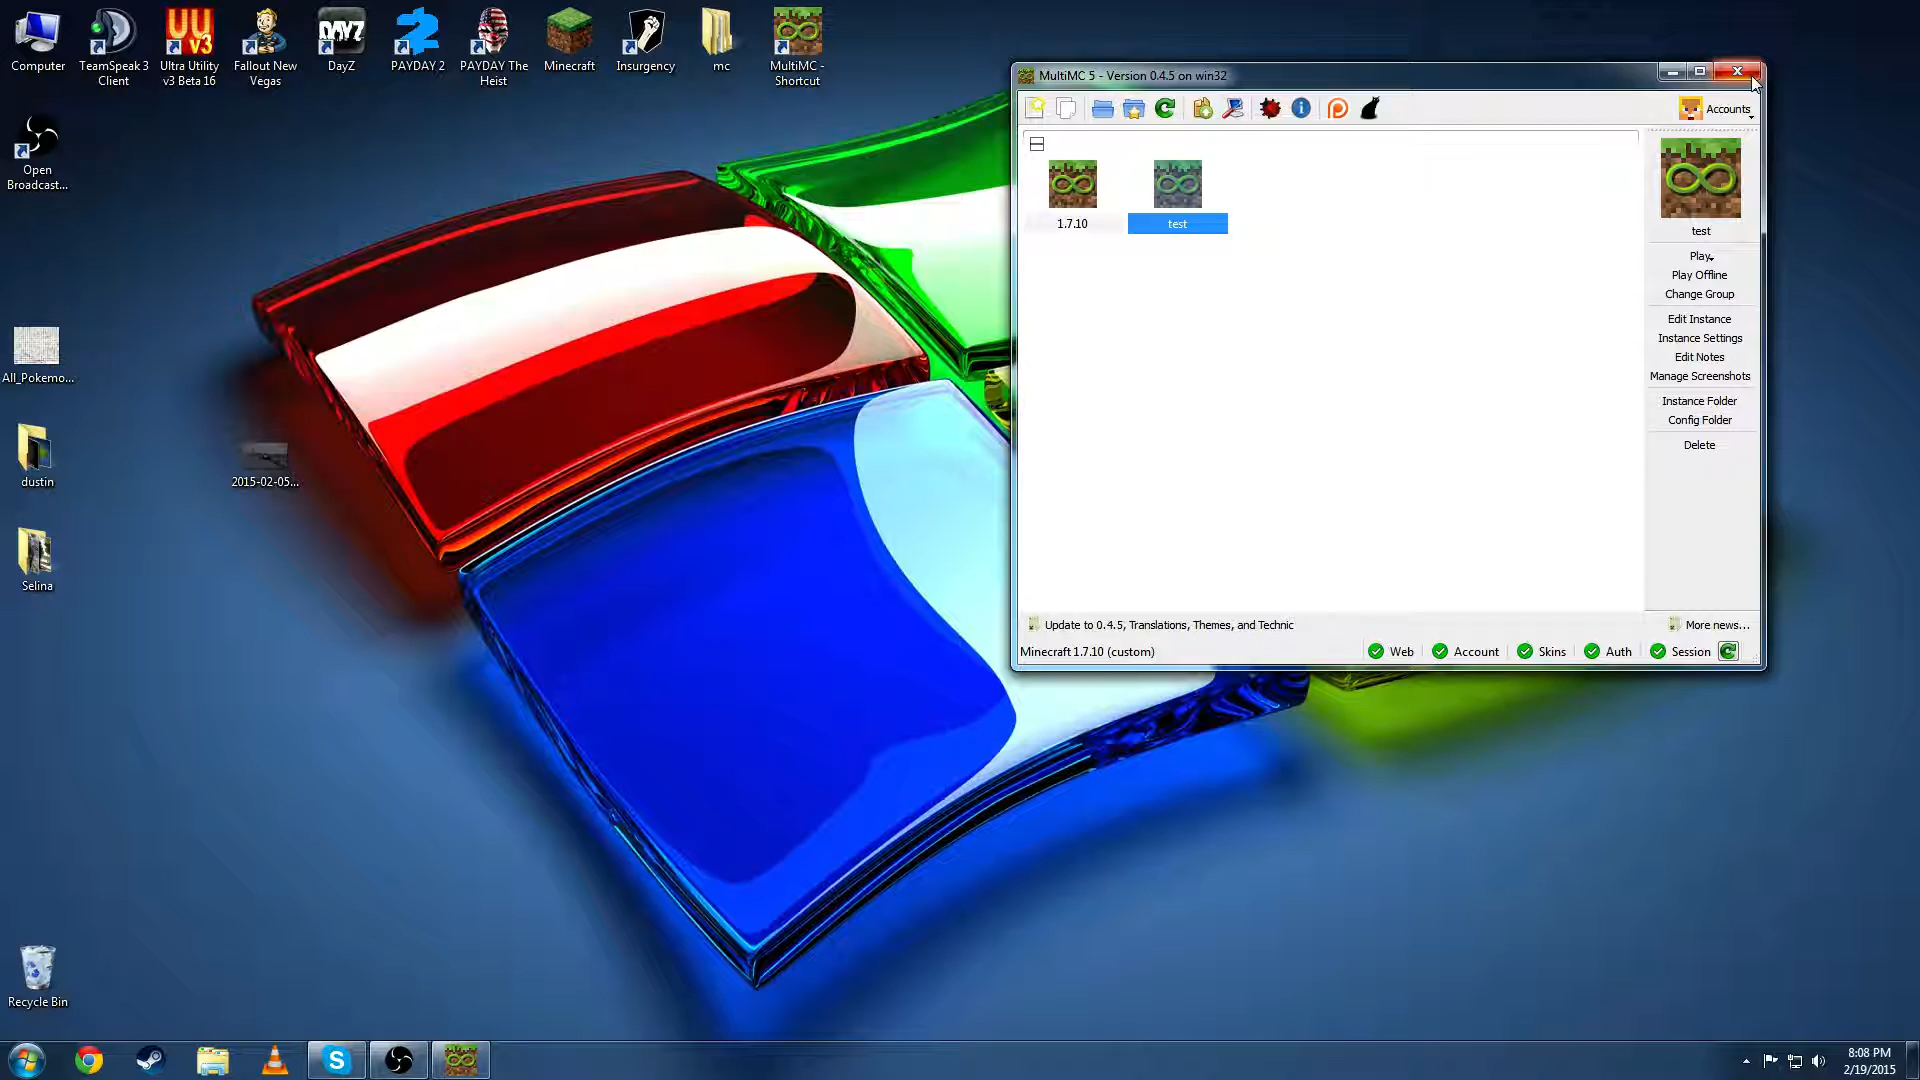 Computer
TeamSpeak 3
Client
UU
v3
Ultra Utility
v3 Beta 16
Fallout New
Vegas
DAYZ
DayZ
2
PAYDAY 2
PAYDAY The
Heist
Minecraft
Insurgency
mc
MultiMC -
Shortcut
Open
Broadcast...
All_Pokemo...
dustin
2015-02-05...
Selina
Recycle Bin
MultiMC 5 - Version 0.4.5 on win32
Accounts
1.7.10
test
test
Play
Play Offline
Change Group
Edit Instance
Instance Settings
Edit Notes
Manage Screenshots
Instance Folder
Config Folder
Delete
Update to 0.4.5, Translations, Themes, and Technic
More news...
Minecraft 1.7.10 (custom)
Web
Account
Skins
Auth
Session
8:08 PM
2/19/2015